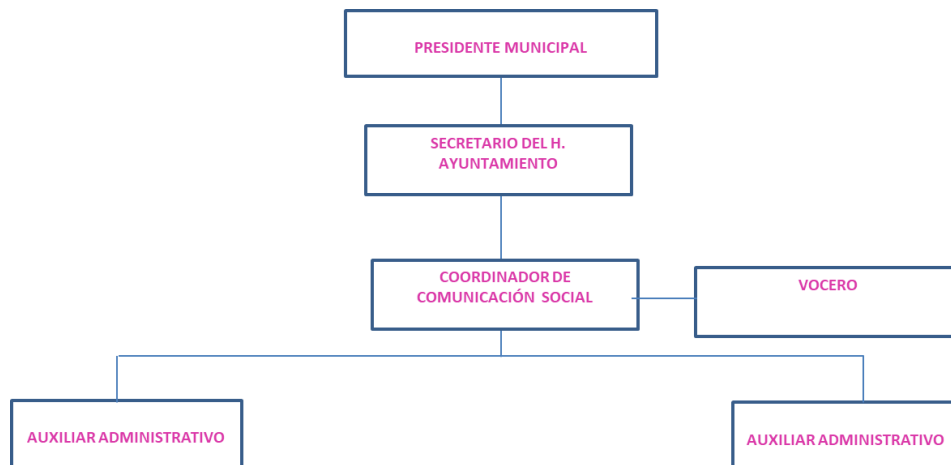 PRESIDENTE MUNICIPAL
SECRETARIO DEL H.
AYUNTAMIENTO
COORDINADOR DE
COMUNICACIÓN SOCIAL
VOCERO
AUXILIAR ADMINISTRATIVO
AUXILIAR ADMINISTRATIVO